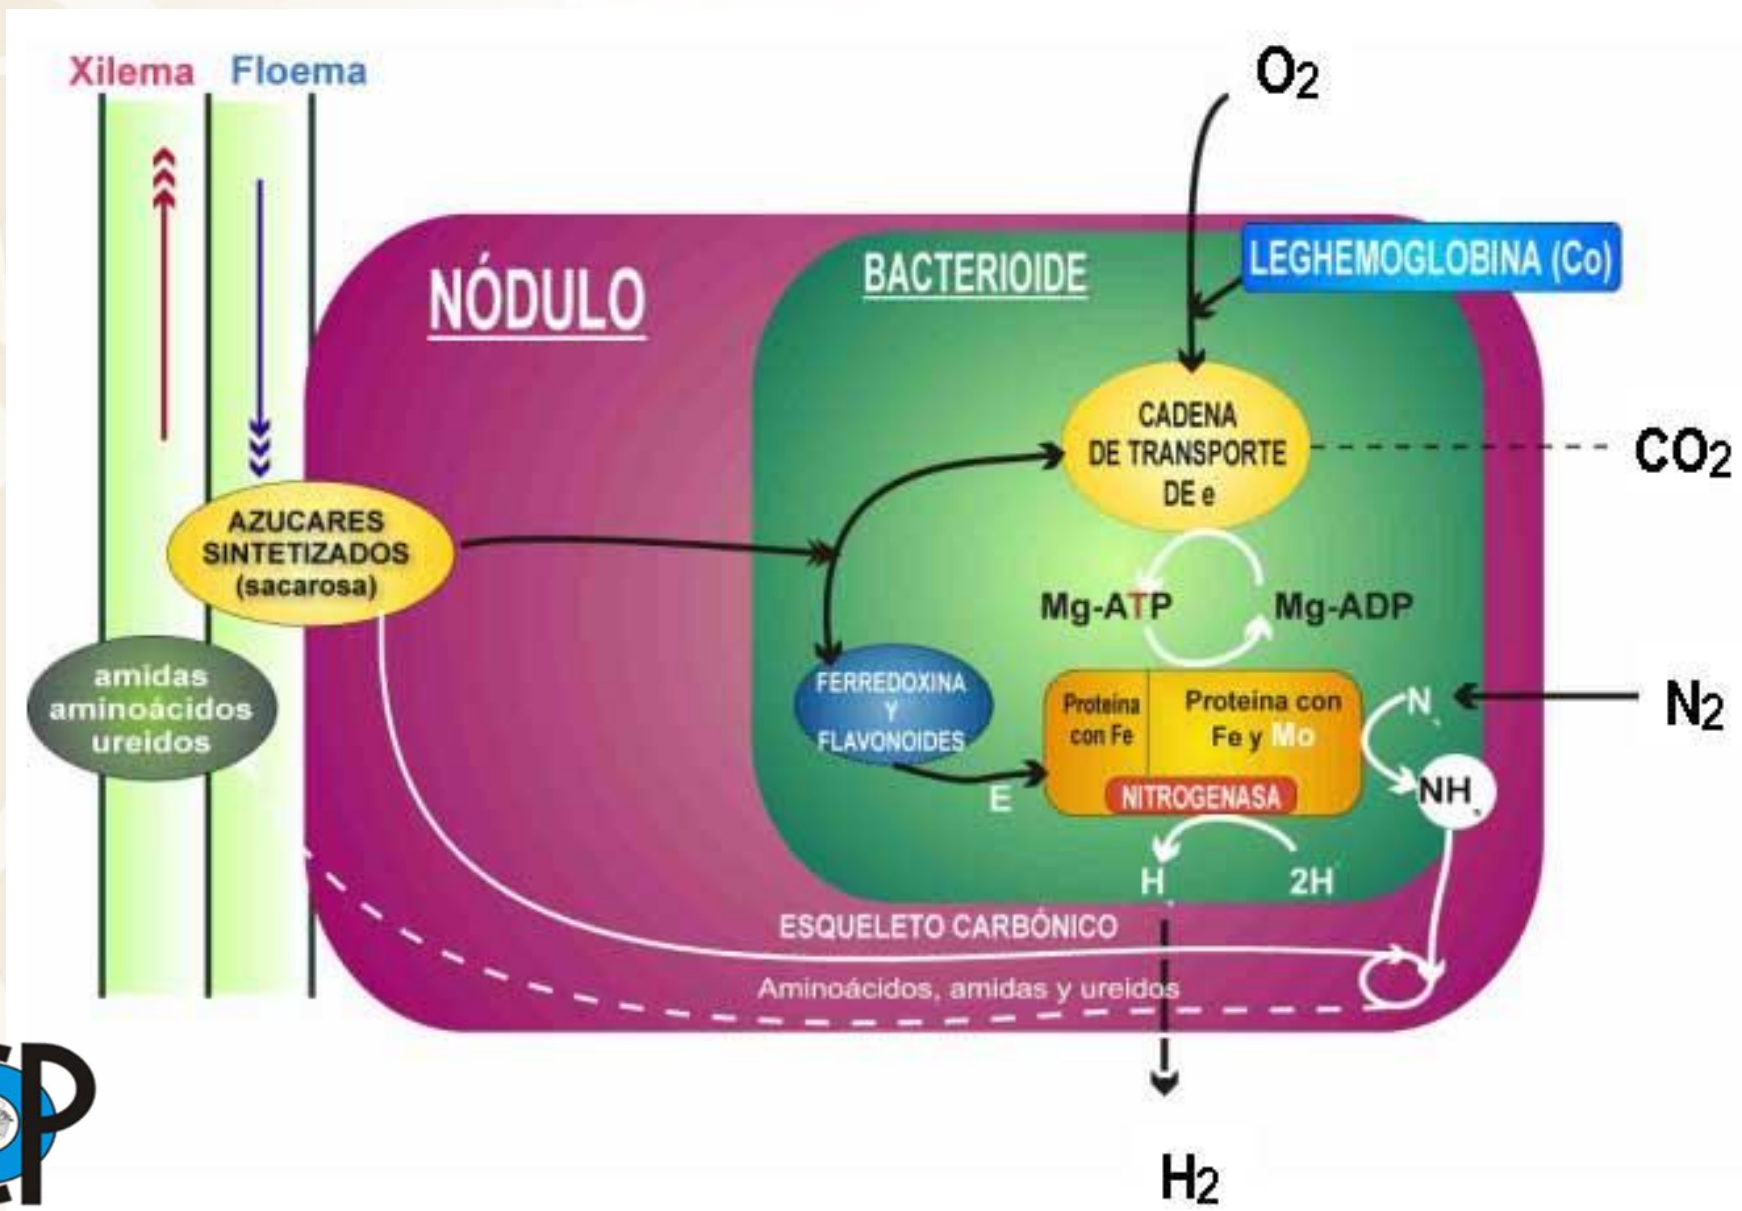 Xilema
Floema
O2
NÓDULO
BACTERIOIDE
LEGHEMOGLOBINA (Co)
CADENA
DE TRANSPORTE
DE e
CO2
AZUCARES
SINTETIZADOS
(sacarosa)
Mg-ATP
Mg-ADP
amidas
aminoácidos
ureidos
FERREDOXINA
Y
FLAVONOIDES
Proteina
con Fe
Proteina con
Fe y Mo
N
N2
E
NITROGENASA
NH
H
2H
ESQUELETO CARBÓNICO
Aminoácidos, amidas y ureidos
H2